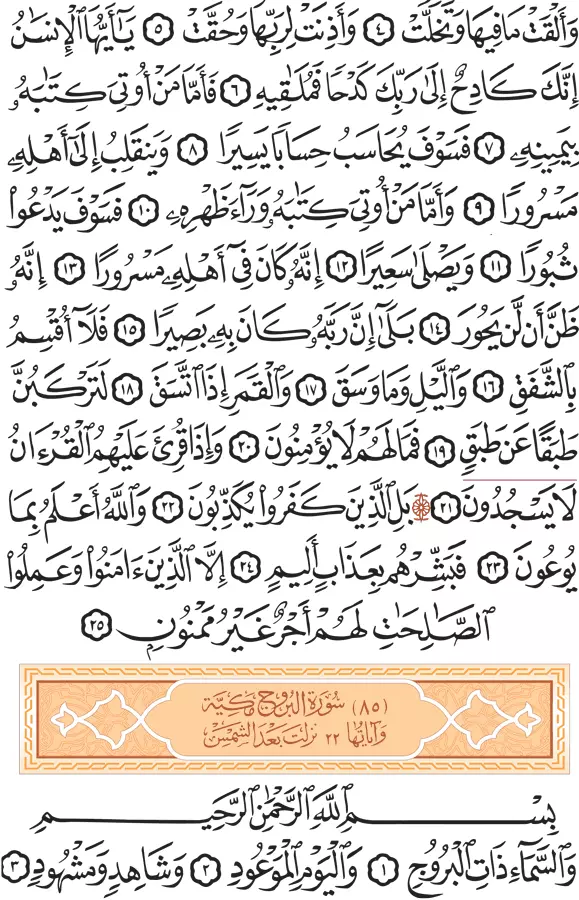 وَأَلْقَتْ مَا فِيهَا وَتَخَلَّتْ ٤ وَأَذِنَتْ لِرَبِّهَا وَحُقَّتْ ٥ يَٰٓأَيُّهَا ٱلْإِنسَٰنُ
إِنَّكَ كَادِحٌ إِلَىٰ رَبِّكَ كَدْحًا فَمُلَٰقِيهِ ٦ فَأَمَّا مَنْ أُوتِىَ كِتَٰبَهُۥ
بِيَمِينِهِۦ ٧ فَسَوْفَ يُحَاسَبُ حِسَابًا يَسِيرًا ٨ وَيَنقَلِبُ إِلَىٰٓ أَهْلِهِۦ
مَسْرُورًا ٩ وَأَمَّا مَنْ أُوتِىَ كِتَٰبَهُۥ وَرَآءَ ظَهْرِهِۦ ١٠ فَسَوْفَ يَدْعُوا۟
ثُبُورًا ١١ وَيَصْلَىٰ سَعِيرًا ١٢ إِنَّهُۥ كَانَ فِىٓ أَهْلِهِۦ مَسْرُورًا ١٣ إِنَّهُۥ
ظَنَّ أَن لَّن يَحُورَ ١٤ بَلَىٰٓ إِنَّ رَبَّهُۥ كَانَ بِهِۦ بَصِيرًا ١٥ فَلَآ أُقْسِمُ
بِٱلشَّفَقِ ١٦ وَٱلَّيْلِ وَمَا وَسَقَ ١٧ وَٱلْقَمَرِ إِذَا ٱتَّسَقَ ١٨ لَتَرْكَبُنَّ
طَبَقًا عَن طَبَقٍ ١٩ فَمَا لَهُمْ لَا يُؤْمِنُونَ ٢٠ وَإِذَا قُرِئَ عَلَيْهِمُ ٱلْقُرْءَانُ
لَا يَسْجُدُونَ ٢١ بَلِ ٱلَّذِينَ كَفَرُوا۟ يُكَذِّبُونَ ٢٢ وَٱللَّهُ أَعْلَمُ بِمَا
يُوعُونَ ٢٣ فَبَشِّرْهُم بِعَذَابٍ أَلِيمٍ ٢٤ إِلَّا ٱلَّذِينَ ءَامَنُوا۟ وَعَمِلُوا۟
ٱلصَّٰلِحَٰتِ لَهُمْ أَجْرٌ غَيْرُ مَمْنُونٍۭ ٢٥
(٨٥) سُورَةُ البُرُوجِ مَكِيَّة
وَآيَاتُهَا ٢٢ نَزَلَتْ بَعْدَ الشَّمْسِ
بِسْمِ ٱللَّهِ ٱلرَّحْمَٰنِ ٱلرَّحِيمِ
وَٱلسَّمَآءِ ذَاتِ ٱلْبُرُوجِ ١ وَٱلْيَوْمِ ٱلْمَوْعُودِ ٢ وَشَاهِدٍ وَمَشْهُودٍ ٣